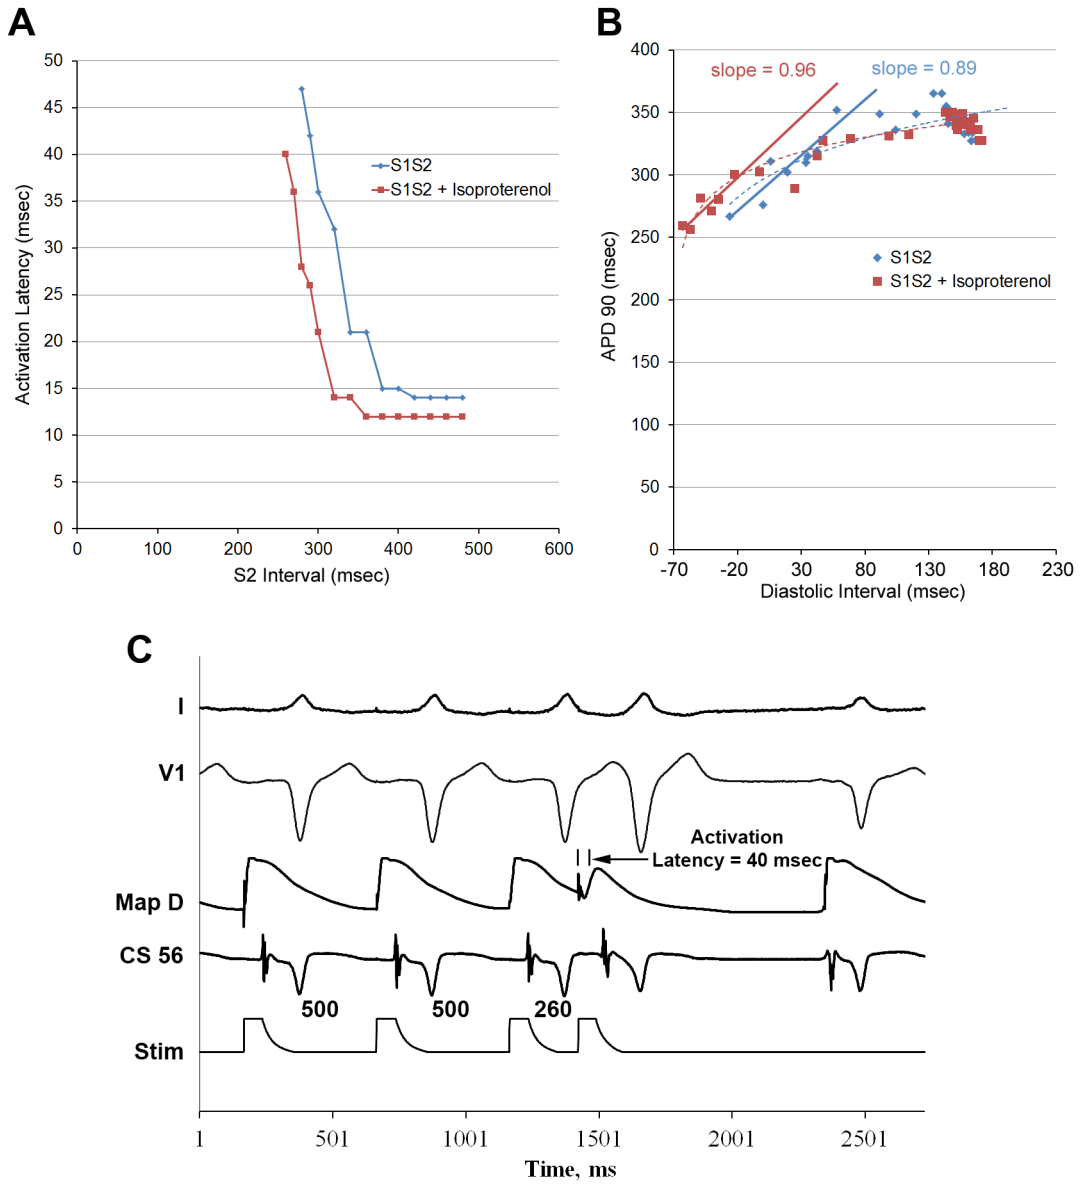 A
50
45
40
35
30
25
20
15
10
5
0
0 100 200 300 400 500 600
Activation Latency (msec)
S2 Interval (msec)
S1S2
S1S2 + Isoproterenol
B
400
350
300
250
200
150
100
50
0
-70 -20 30 80 130 180 230
APD 90 (msec)
Diastolic Interval (msec)
slope = 0.96
slope = 0.89
S1S2
S1S2 + Isoproterenol
C
I
V1
Activation
Latency = 40 msec
Map D
CS 56
500 500 260
Stim
1 501 1001 1501 2001 2501
Time, ms